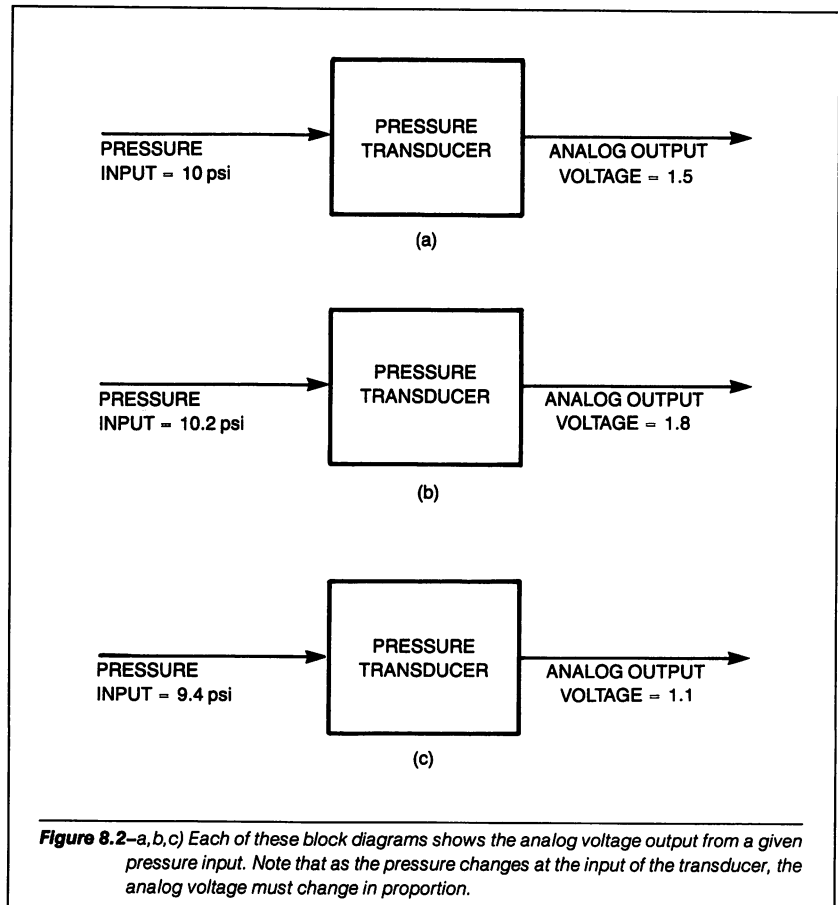 PRESSURE
TRANSDUCER
PRESSURE
INPUT = 10 psi
ANALOG OUTPUT
VOLTAGE = 1.5
(a)
PRESSURE
TRANSDUCER
PRESSURE
INPUT = 10.2 psi
ANALOG OUTPUT
VOLTAGE = 1.8
(b)
PRESSURE
TRANSDUCER
PRESSURE
INPUT = 9.4 psi
ANALOG OUTPUT
VOLTAGE = 1.1
(c)
Figure 8.2–a,b,c) Each of these block diagrams shows the analog voltage output from a given
pressure input. Note that as the pressure changes at the input of the transducer, the
analog voltage must change in proportion.